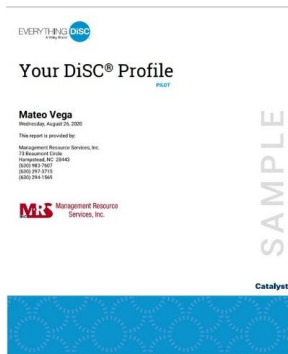 EVERYTHING DiSC
A Wiley Brand
Your DiSC® Profile
PILOT
Mateo Vega
Wednesday, August 26, 2020
This report is provided by:
Management Resource Services, Inc.
73 Beaumont Circle
Hampstead, NC 28443
(630) 983-7607
(630) 297-3715
(630) 294-1569
MRS Management Resource
Services, Inc.
SAMPLE
Catalyst